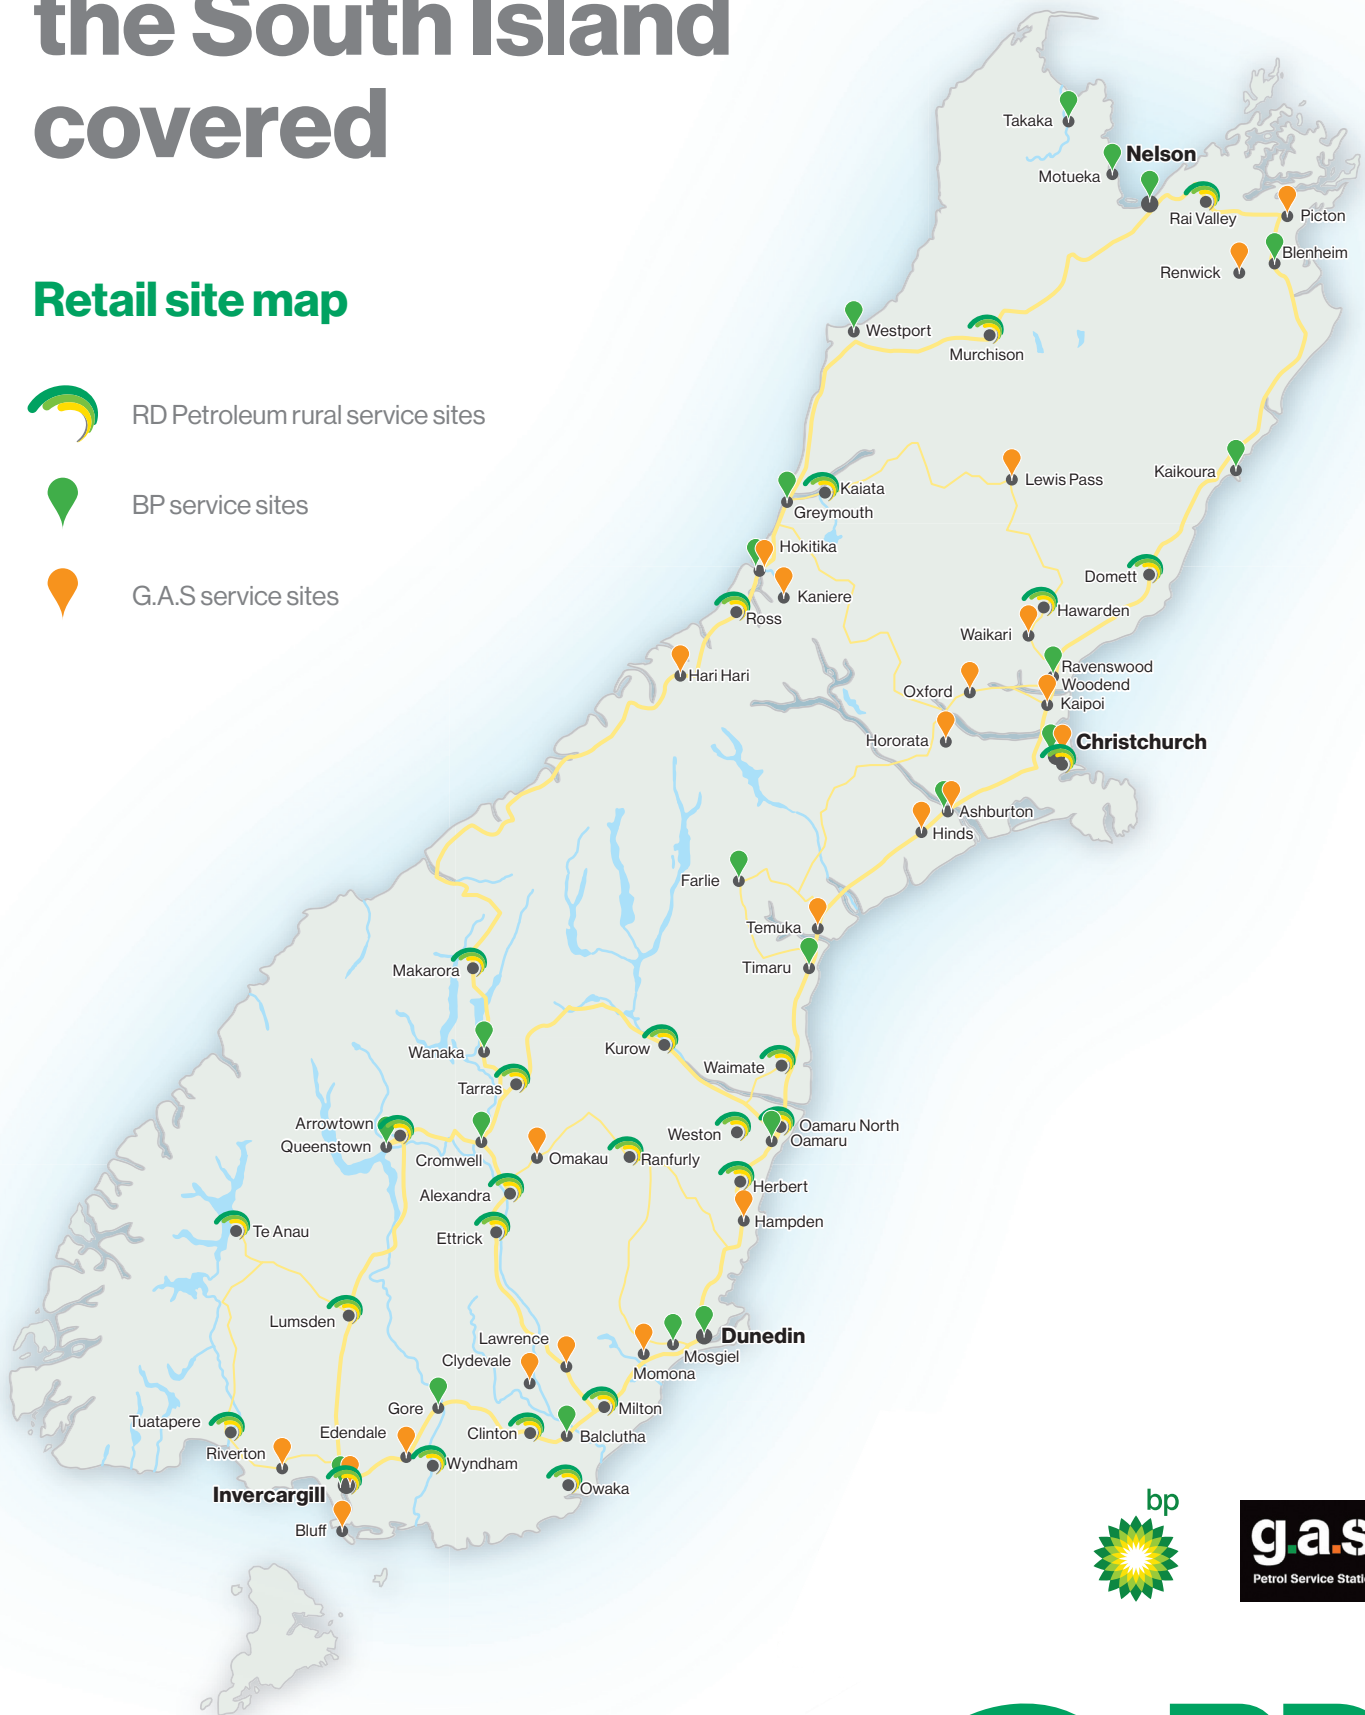 the South Island
covered
Retail site map
RD Petroleum rural service sites
BP service sites
G.A.S service sites
Takaka
Nelson
Motueka
Rai Valley
Picton
Blenheim
Renwick
Westport
Murchison
Kaikoura
Lewis Pass
Kaiata
Greymouth
Hokitika
Domett
Kaniere
Hawarden
Ross
Waikari
Ravenswood
Hari Hari
Woodend
Oxford
Kaipoi
Hororata
Christchurch
Ashburton
Hinds
Farlie
Temuka
Timaru
Makarora
Kurow
Wanaka
Waimate
Tarras
Arrowtown
Oamaru North
Weston
Oamaru
Queenstown
Cromwell
Omakau
Ranfurly
Herbert
Alexandra
Hampden
Te Anau
Ettrick
Lumsden
Lawrence
Dunedin
Mosgiel
Clydevale
Momona
Gore
Milton
Tuatapere
Edendale
Clinton
Balclutha
Riverton
Wyndham
Owaka
Invercargill
Bluff
bp
g.a.s
Petrol Service Stati